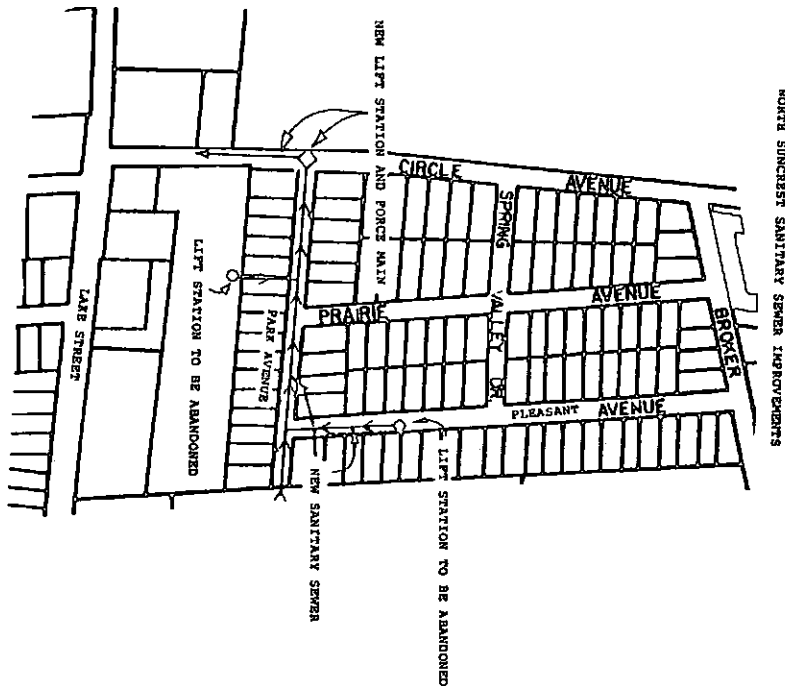 NORTH SUNCREST SANITARY SEWER IMPROVEMENTS
NEW LIFT STATION AND FORCE MAIN
CIRCLE AVENUE
SPRING VALLEY DR.
PRAIRIE AVENUE
BROKER
PLEASANT AVENUE
PARK AVENUE
LIFT STATION TO BE ABANDONED
LAKE STREET
NEW SANITARY SEWER
LIFT STATION TO BE ABANDONED